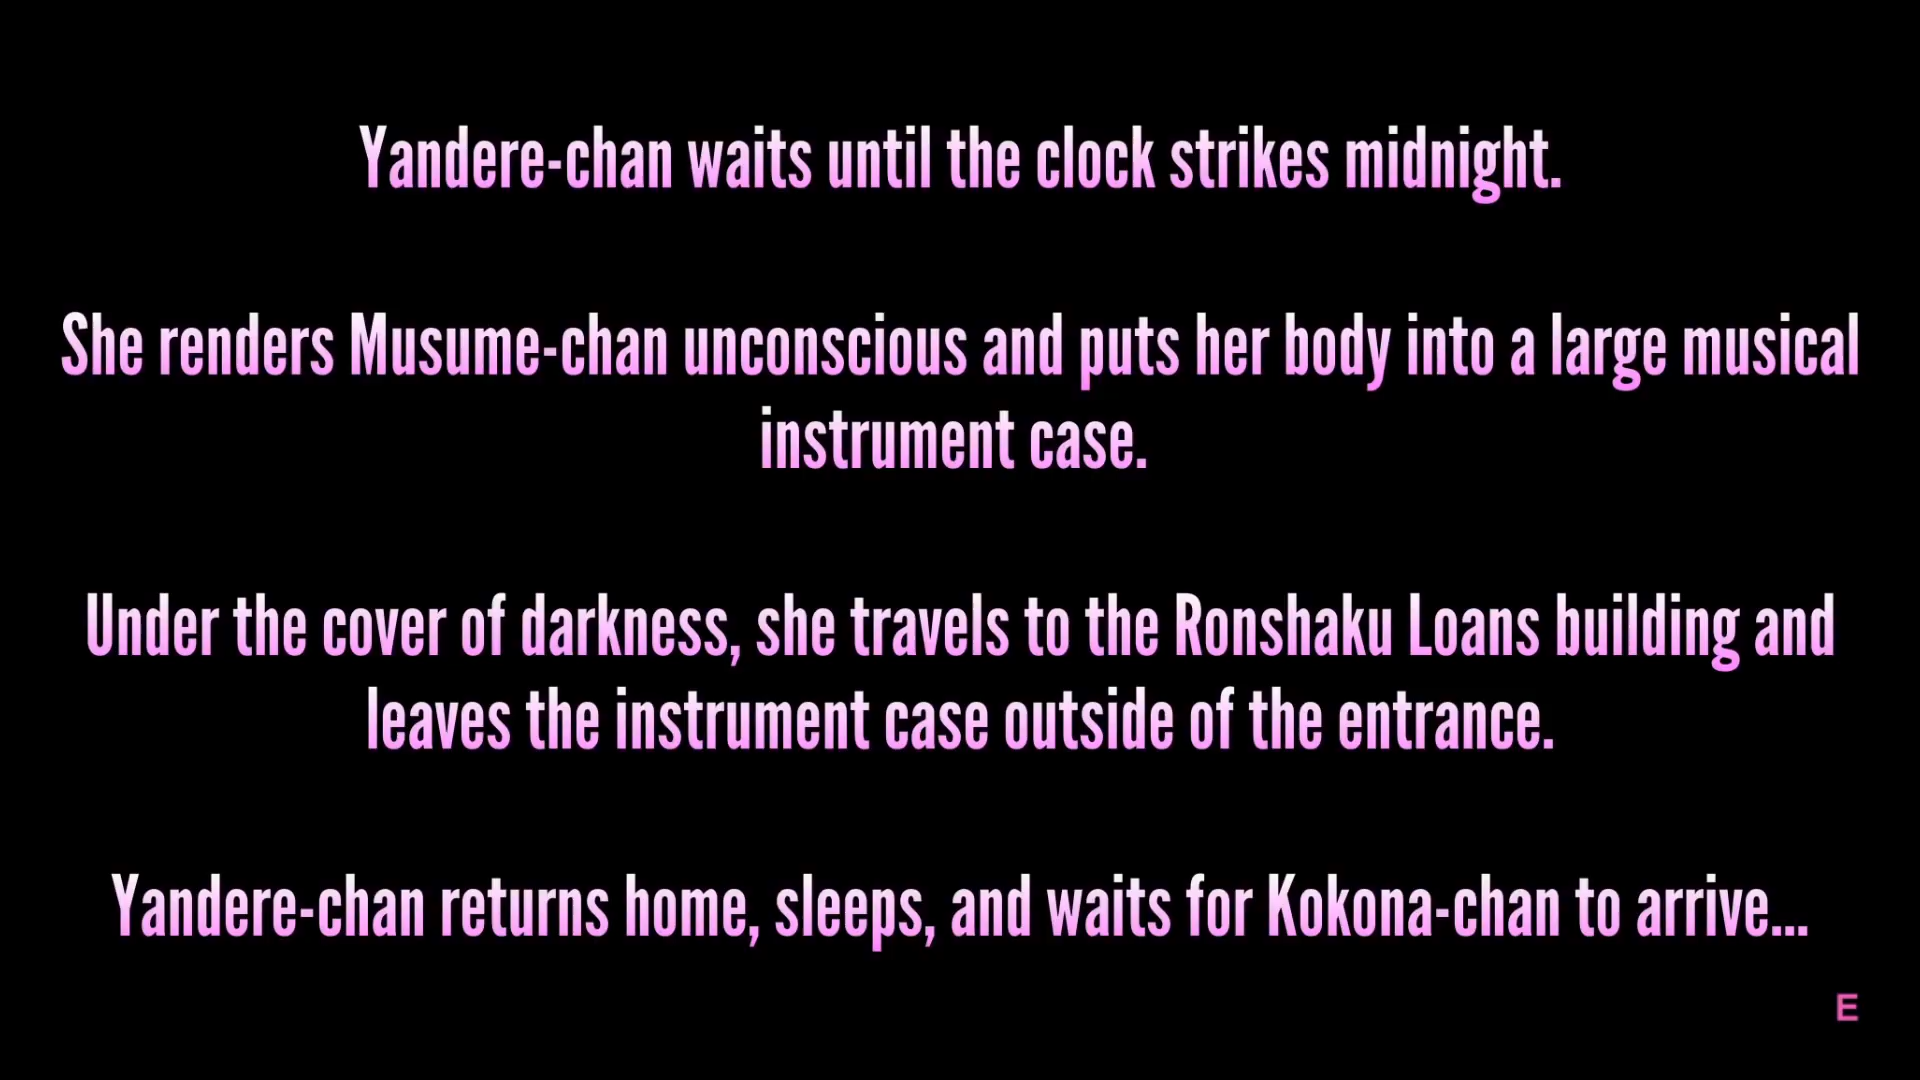 Yandere-chan waits until the clock strikes midnight.
She renders Musume-chan unconscious and puts her body into a large musical
instrument case.
Under the cover of darkness, she travels to the Ronshaku Loans building and
leaves the instrument case outside of the entrance.
Yandere-chan returns home, sleeps, and waits for Kokona-chan to arrive...
E